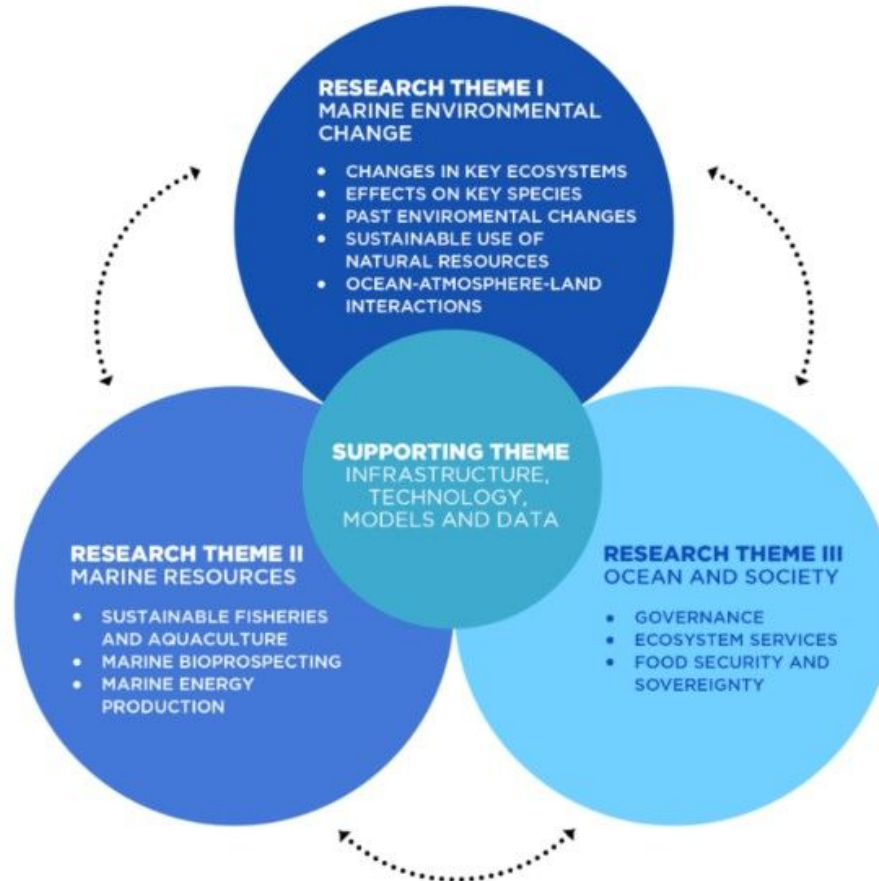 RESEARCH THEME I
MARINE ENVIRONMENTAL
CHANGE
• CHANGES IN KEY ECOSYSTEMS
• EFFECTS ON KEY SPECIES
• PAST ENVIROMENTAL CHANGES
• SUSTAINABLE USE OF
NATURAL RESOURCES
• OCEAN-ATMOSPHERE-LAND
INTERACTIONS
SUPPORTING THEME
INFRASTRUCTURE,
TECHNOLOGY,
MODELS AND DATA
RESEARCH THEME II
MARINE RESOURCES
• SUSTAINABLE FISHERIES
AND AQUACULTURE
• MARINE BIOPROSPECTING
• MARINE ENERGY
PRODUCTION
RESEARCH THEME III
OCEAN AND SOCIETY
• GOVERNANCE
• ECOSYSTEM SERVICES
• FOOD SECURITY AND
SOVEREIGNTY